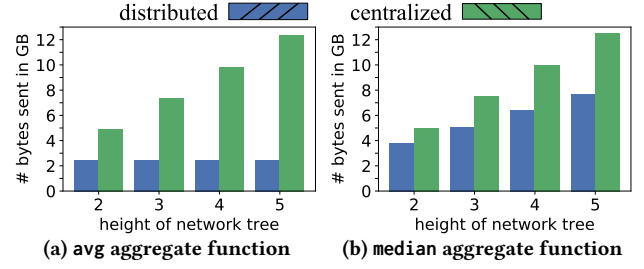 distributed centralized
# bytes sent in GB
12
10
8
6
4
2
0
2 3 4 5
height of network tree
(a) avg aggregate function
# bytes sent in GB
12
10
8
6
4
2
0
2 3 4 5
height of network tree
(b) median aggregate function